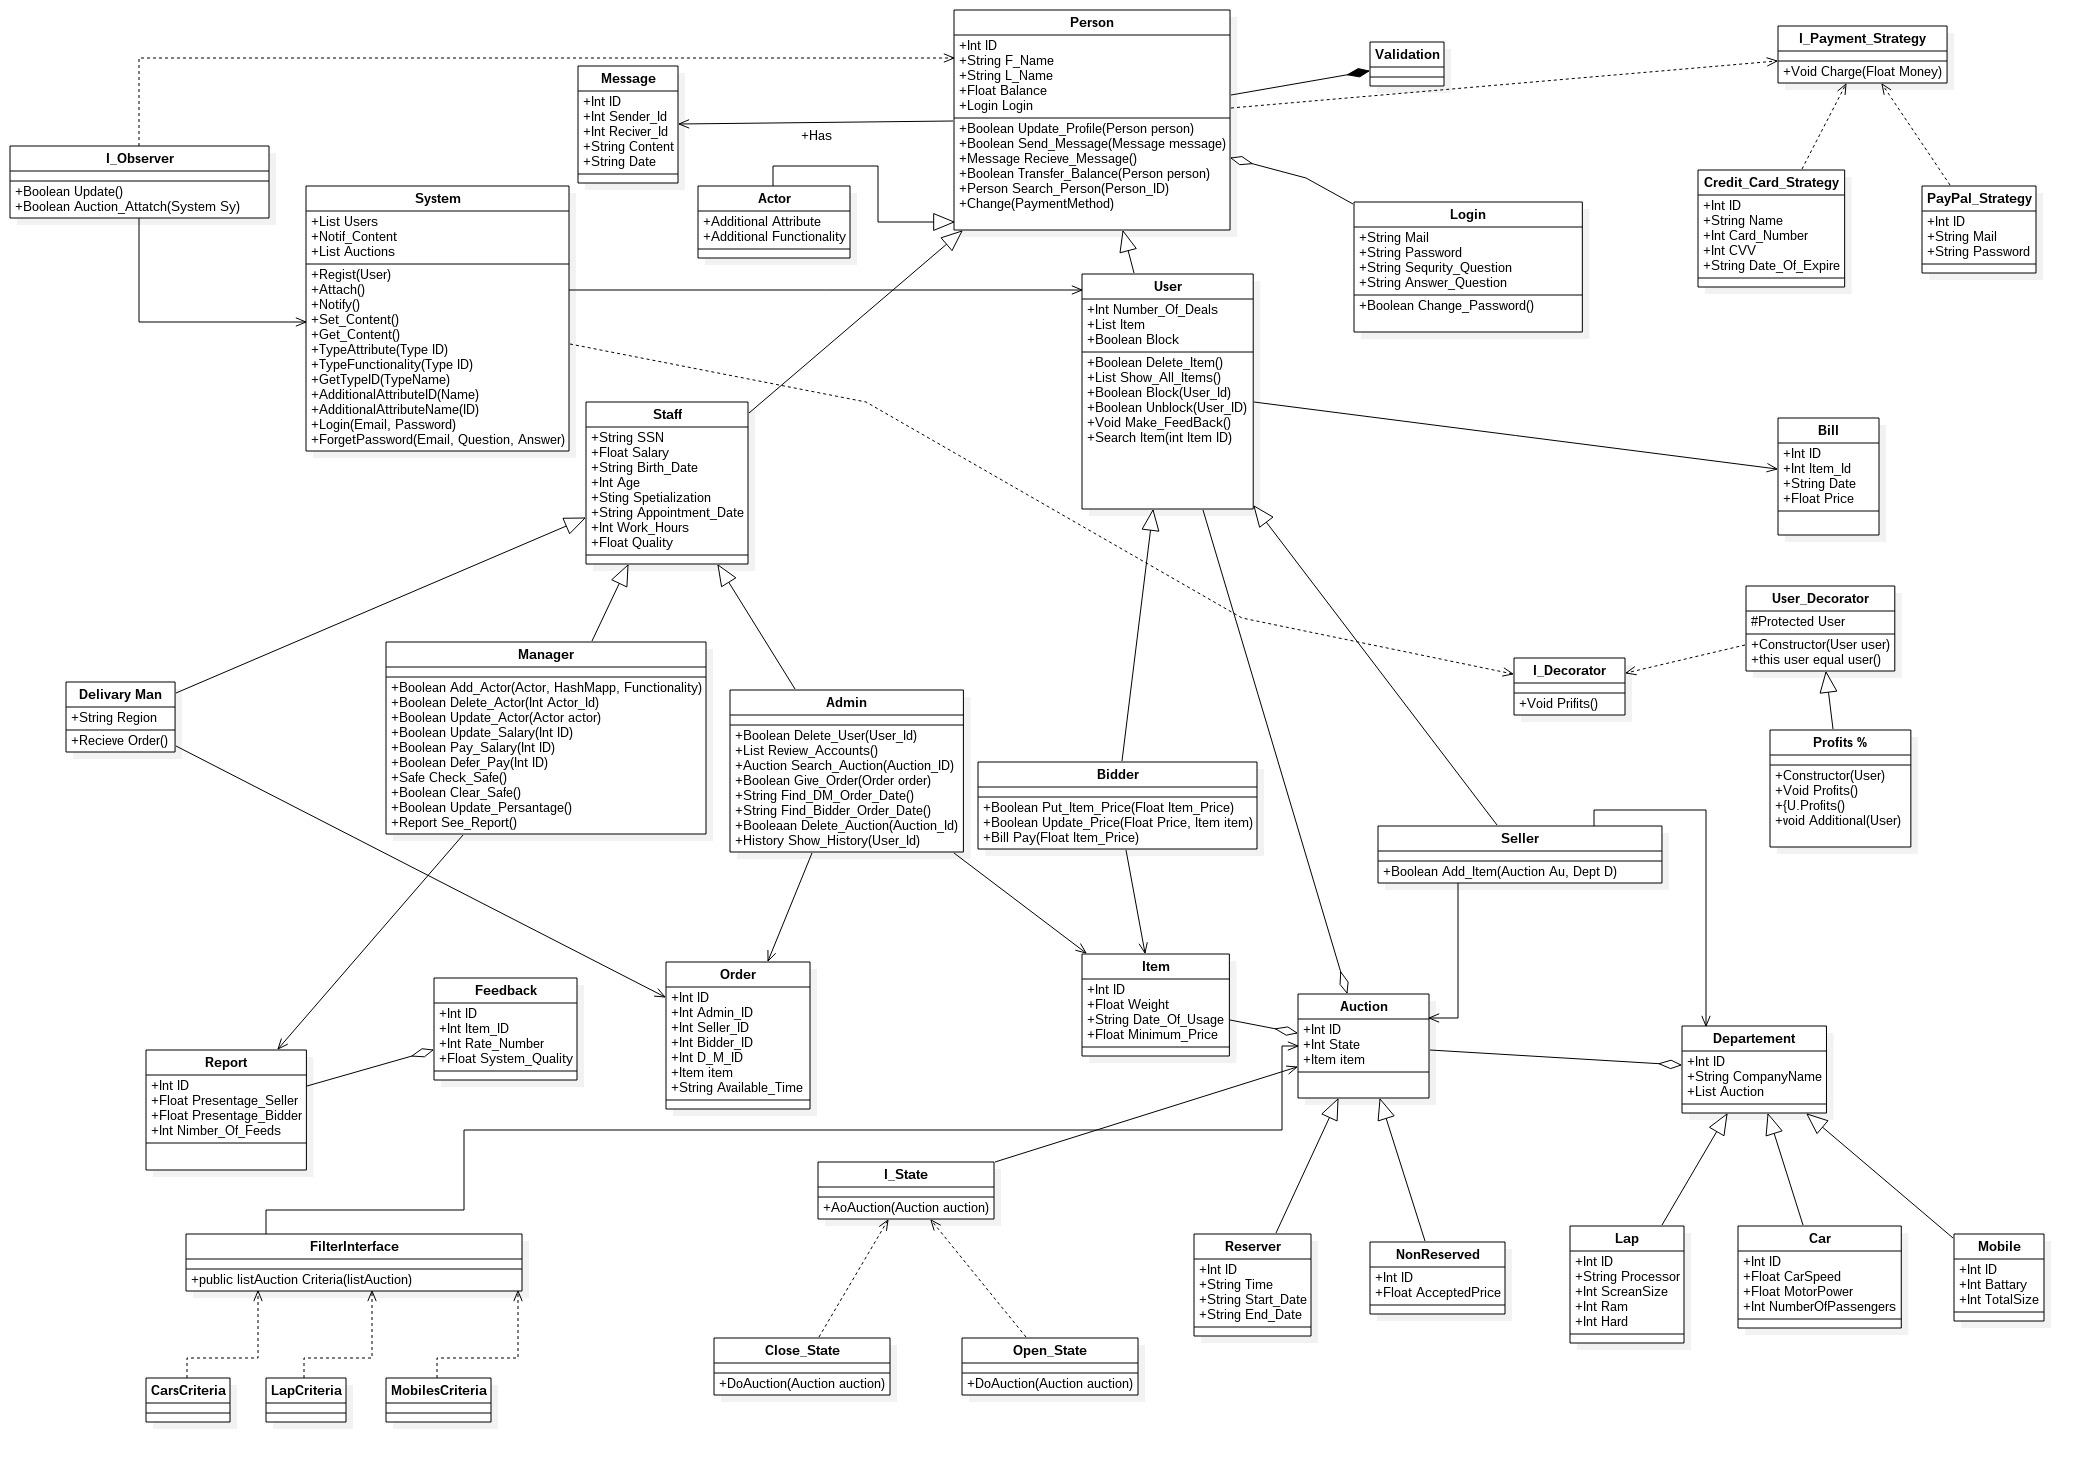 Person
+Int ID
+String F_Name
+String L_Name
+Float Balance
+Login Login
+Boolean Update_Profile(Person person)
+Boolean Send_Message(Message message)
+Message Recieve_Message()
+Boolean Transfer_Balance(Person person)
+Person Search_Person(Person_ID)
+Change(PaymentMethod)
Validation
I_Payment_Strategy
+Void Charge(Float Money)
Message
+Int ID
+Int Sender_Id
+Int Reciver_Id
+String Content
+String Date
+Has
I_Observer
+Boolean Update()
+Boolean Auction_Attatch(System Sy)
System
+List Users
+Notif_Content
+List Auctions
+Regist(User)
+Attach()
+Notify()
+Set_Content()
+Get_Content()
+TypeAttribute(Type ID)
+TypeFunctionality(Type ID)
+GetTypeID(TypeName)
+AdditionalAttributeID(Name)
+AdditionalAttributeName(ID)
+Login(Email, Password)
+ForgetPassword(Email, Question, Answer)
Actor
+Additional Attribute
+Additional Functionality
Login
+String Mail
+String Password
+String Sequrity_Question
+String Answer_Question
+Boolean Change_Password()
Credit_Card_Strategy
+Int ID
+String Name
+Int Card_Number
+Int CVV
+String Date_Of_Expire
PayPal_Strategy
+Int ID
+String Mail
+String Password
User
+Int Number_Of_Deals
+List Item
+Boolean Block
+Boolean Delete_Item()
+List Show_All_Items()
+Boolean Block(User_Id)
+Boolean Unblock(User_ID)
+Void Make_FeedBack()
+Search Item(int Item ID)
Staff
+String SSN
+Float Salary
+String Birth_Date
+Int Age
+Sting Spetialization
+String Appointment_Date
+Int Work_Hours
+Float Quality
Bill
+Int ID
+Int Item_Id
+String Date
+Float Price
User_Decorator
#Protected User
+Constructor(User user)
+this user equal user()
I_Decorator
+Void Prifits()
Profits %
+Constructor(User)
+Void Profits()
+{U.Profits()
+void Additional(User)
Delivary Man
+String Region
+Recieve Order()
Manager
+Boolean Add_Actor(Actor, HashMapp, Functionality)
+Boolean Delete_Actor(Int Actor_Id)
+Boolean Update_Actor(Actor actor)
+Boolean Update_Salary(Int ID)
+Boolean Pay_Salary(Int ID)
+Boolean Defer_Pay(Int ID)
+Safe Check_Safe()
+Boolean Clear_Safe()
+Boolean Update_Persantage()
+Report See_Report()
Admin
+Boolean Delete_User(User_Id)
+List Review_Accounts()
+Auction Search_Auction(Auction_ID)
+Boolean Give_Order(Order order)
+String Find_DM_Order_Date()
+String Find_Bidder_Order_Date()
+Booleaan Delete_Auction(Auction_Id)
+History Show_History(User_Id)
Bidder
+Boolean Put_Item_Price(Float Item_Price)
+Boolean Update_Price(Float Price, Item item)
+Bill Pay(Float Item_Price)
Seller
+Boolean Add_Item(Auction Au, Dept D)
Feedback
+Int ID
+Int Item_ID
+Int Rate_Number
+Float System_Quality
Order
+Int ID
+Int Admin_ID
+Int Seller_ID
+Int Bidder_ID
+Int D_M_ID
+Item item
+String Available_Time
Item
+Int ID
+Float Weight
+String Date_Of_Usage
+Float Minimum_Price
Auction
+Int ID
+Int State
+Item item
Departement
+Int ID
+String CompanyName
+List Auction
Report
+Int ID
+Float Presentage_Seller
+Float Presentage_Bidder
+Int Nimber_Of_Feeds
I_State
+AoAuction(Auction auction)
FilterInterface
+public listAuction Criteria(listAuction)
Reserver
+Int ID
+String Time
+String Start_Date
+String End_Date
NonReserved
+Int ID
+Float AcceptedPrice
Lap
+Int ID
+String Processor
+Int ScreanSize
+Int Ram
+Int Hard
Car
+Int ID
+Float CarSpeed
+Float MotorPower
+Int NumberOfPassengers
Mobile
+Int ID
+Int Battary
+Int TotalSize
Close_State
+DoAuction(Auction auction)
Open_State
+DoAuction(Auction auction)
CarsCriteria
LapCriteria
MobilesCriteria